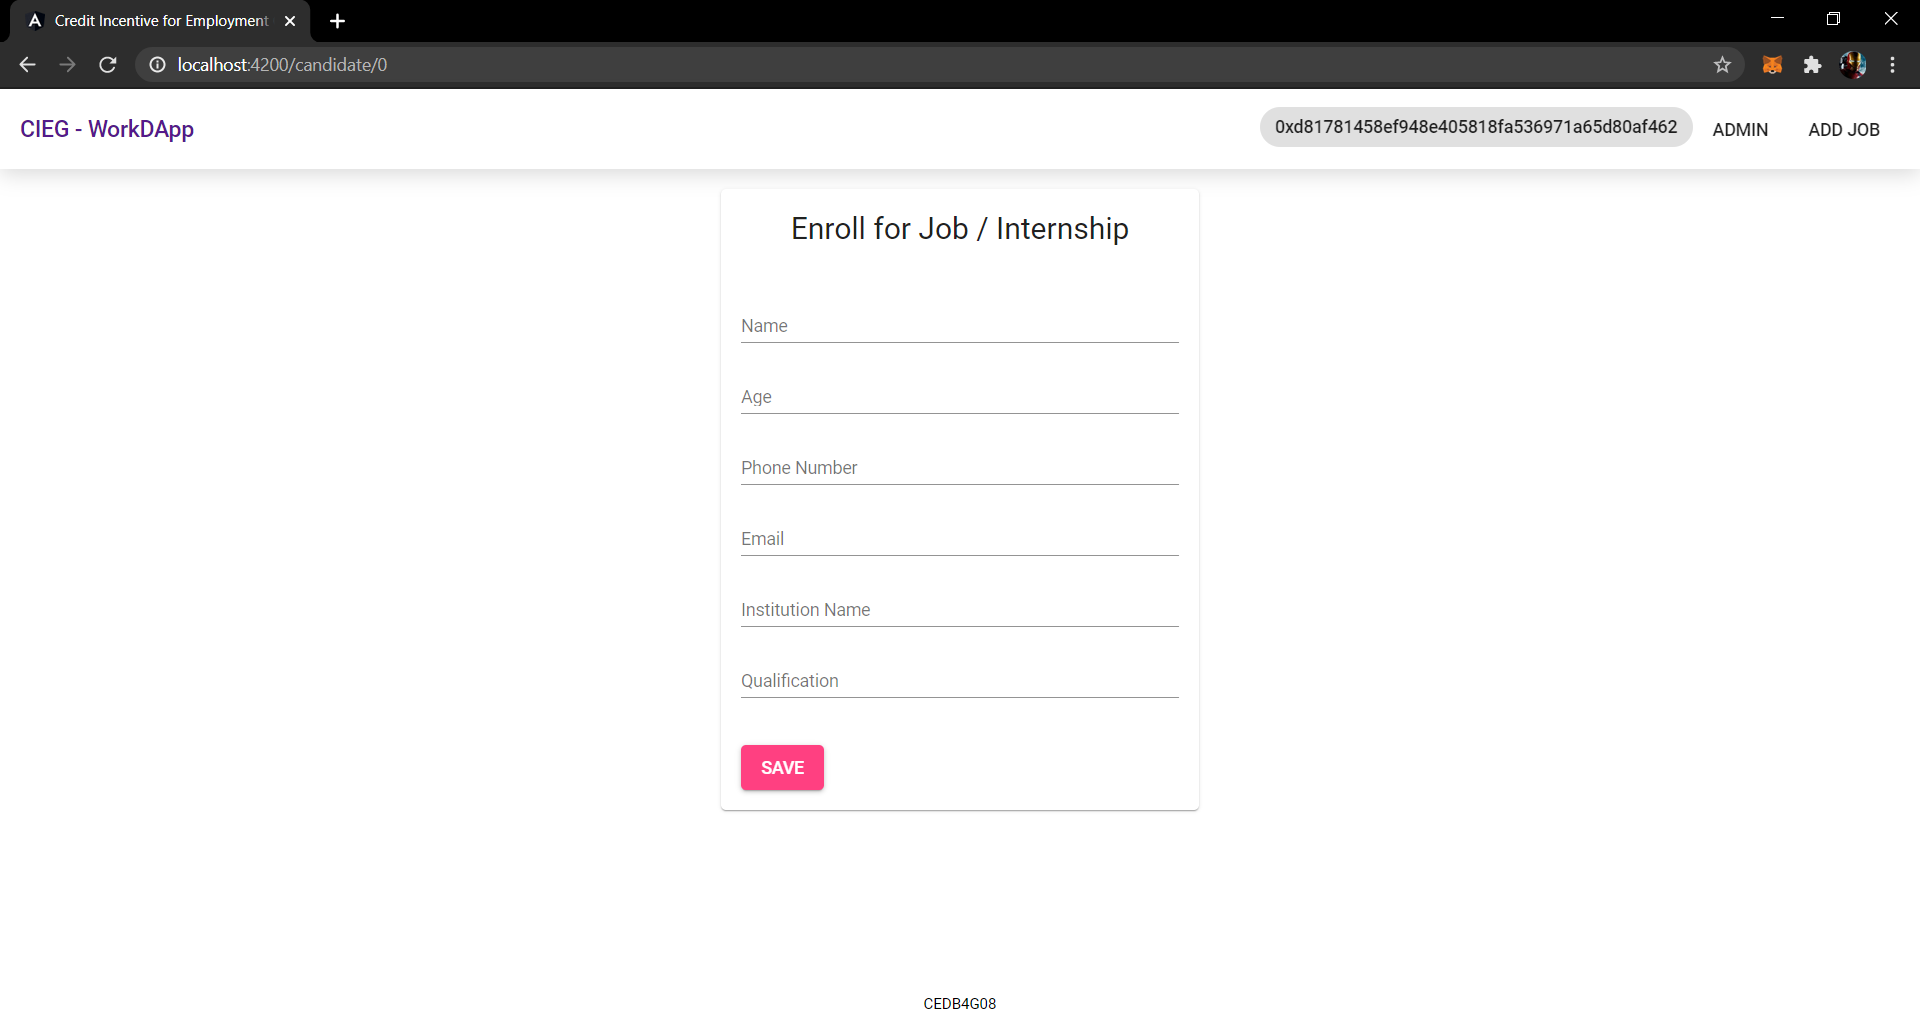 Credit Incentive for Employment
localhost:4200/candidate/0
CIEG - WorkDApp
0xd81781458ef948e405818fa536971a65d80af462
ADMIN
ADD JOB
Enroll for Job / Internship
Name
Age
Phone Number
Email
Institution Name
Qualification
SAVE
CEDB4G08